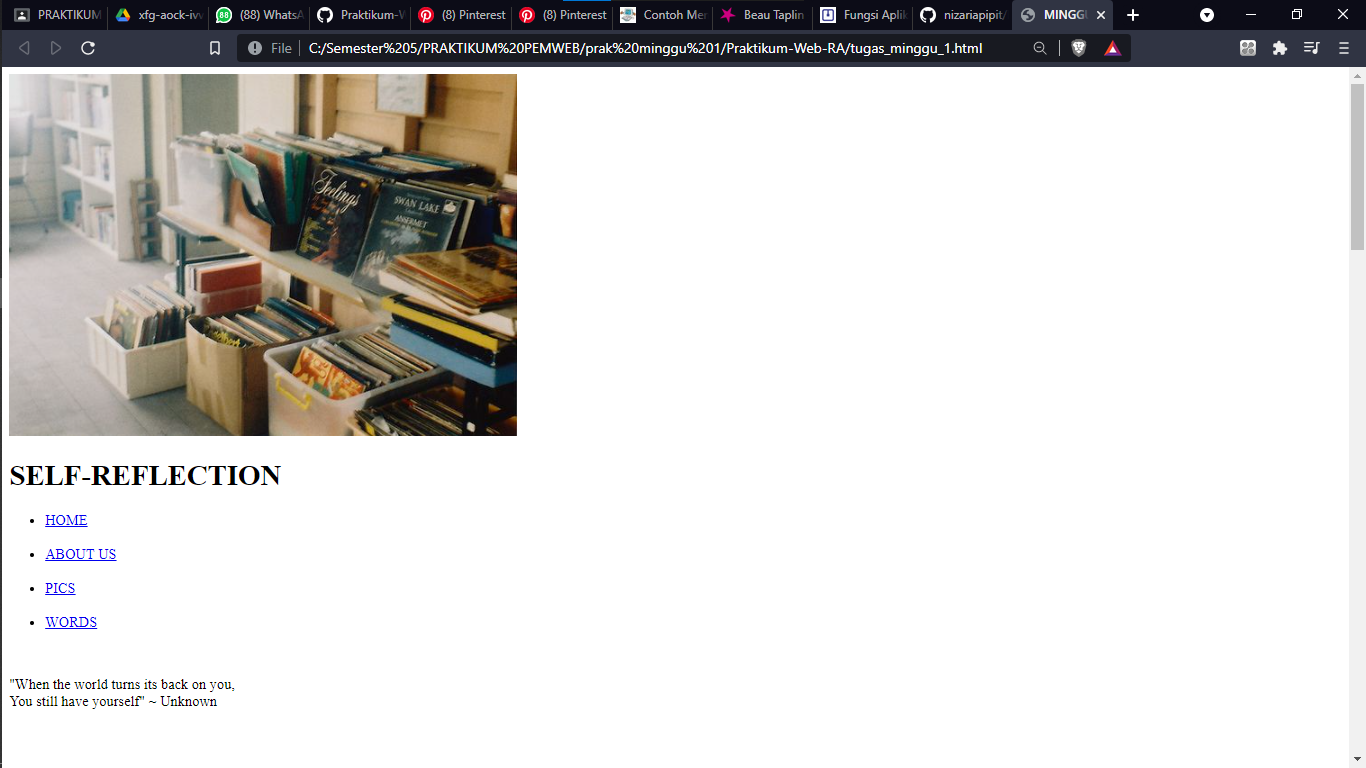 PRAKTIKUM
xfg-aock-iv
(88) WhatsA
Praktikum-W
(8) Pinterest
(8) Pinterest
Contoh Mer
Beau Taplin
Fungsi Aplik
nizariapipit/
MINGGU
File
C:/Semester%205/PRAKTIKUM%20PEMWEB/prak%20minggu%201/Praktikum-Web-RA/tugas_minggu_1.html
Feelings
SWAN LAKE
ANSERMET
SELF-REFLECTION
• HOME
• ABOUT US
• PICS
• WORDS
"When the world turns its back on you,
You still have yourself" ~ Unknown